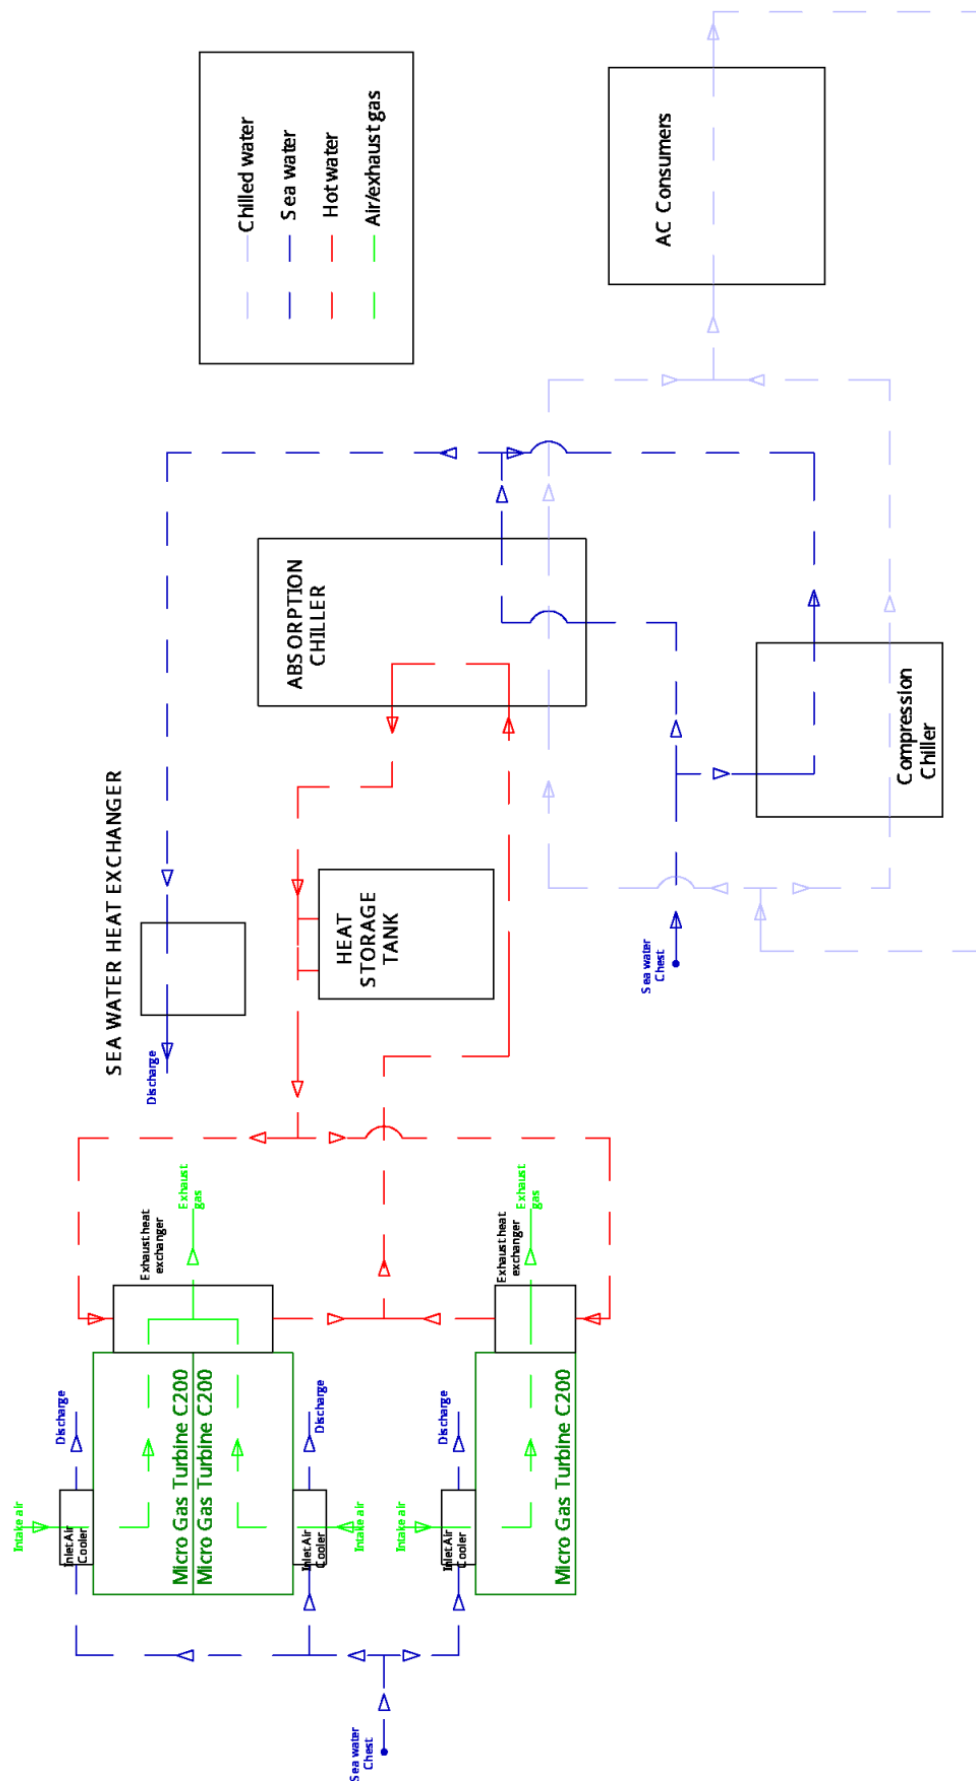 Chilled water
Sea water
Hot water
Air/exhaust gas
AC Consumers
ABSORPTION
CHILLER
Compression
Chiller
SEA WATER HEAT EXCHANGER
HEAT
STORAGE
TANK
Sea water
Chest
Discharge
Exhaust
gas
Exhaust heat
exchanger
Exhaust
gas
Exhaust heat
exchanger
Discharge
Discharge
Discharge
Micro Gas Turbine C200
Micro Gas Turbine C200
Micro Gas Turbine C200
Intake air
Intake air
Intake air
Inlet Air
Cooler
Inlet Air
Cooler
Inlet Air
Cooler
Sea water
Chest